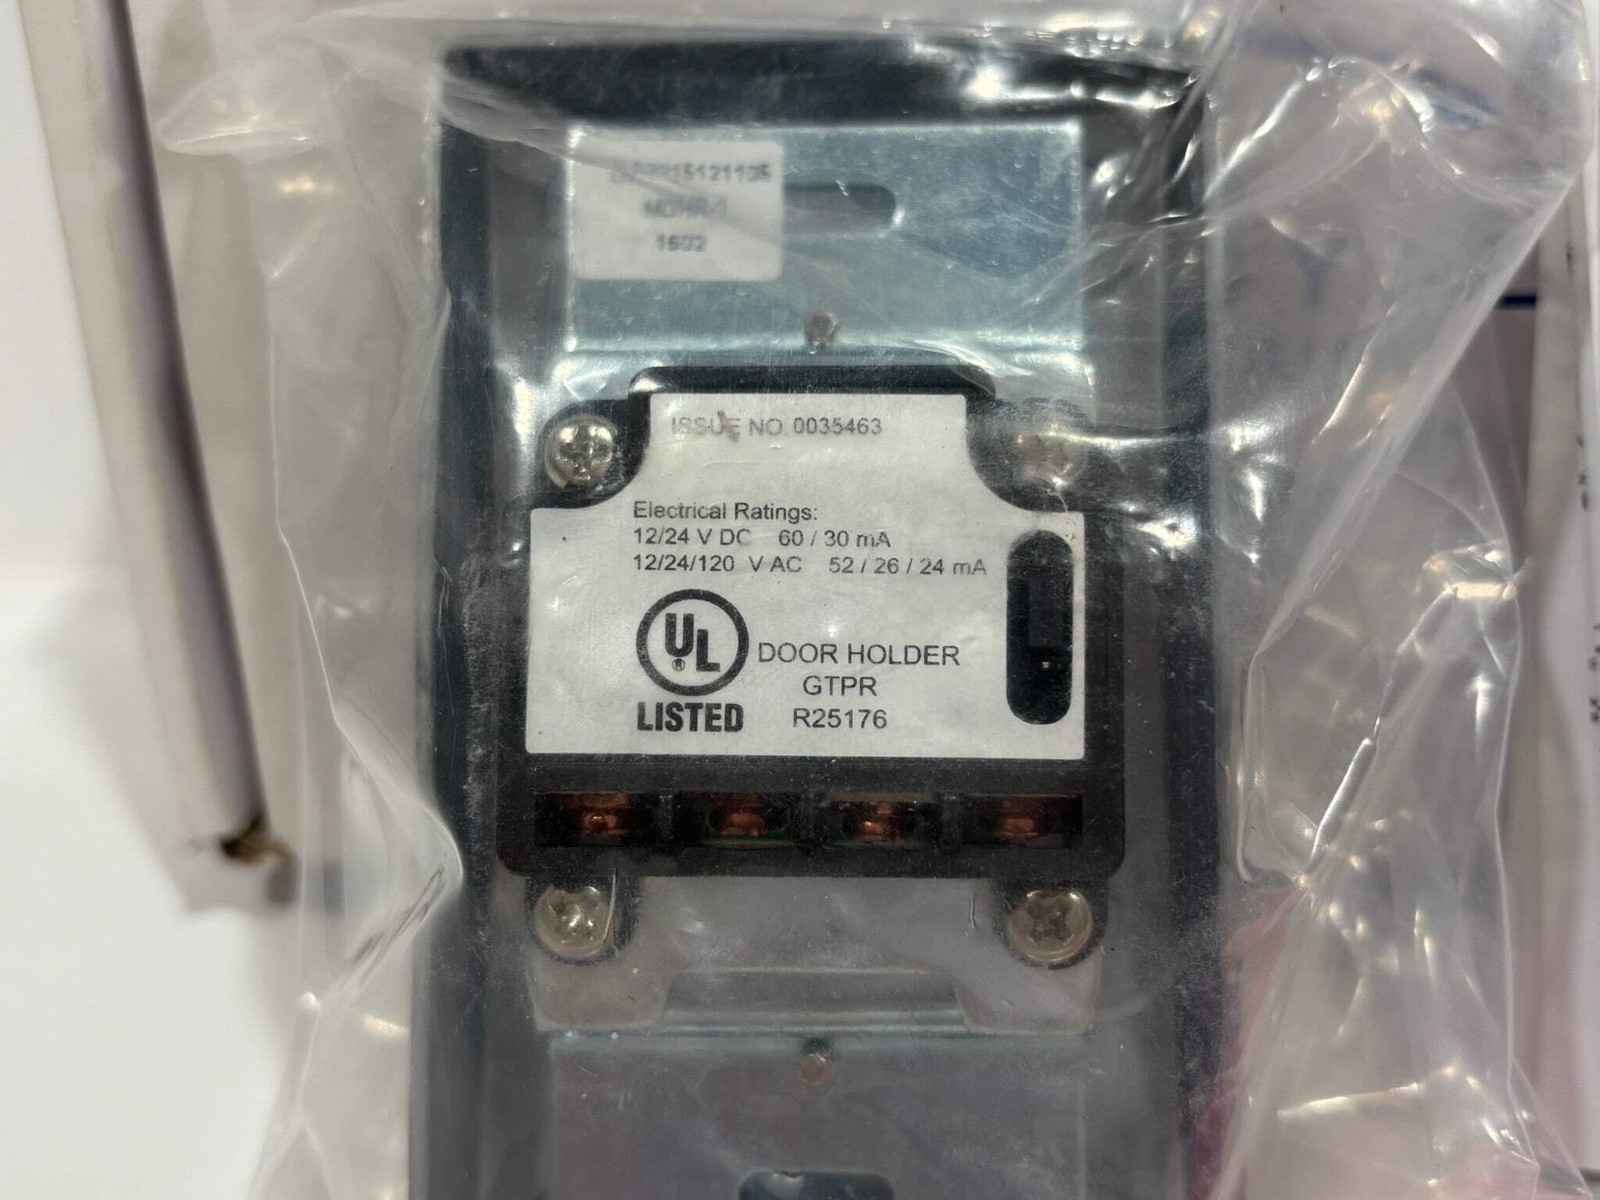 1602
ISSUE NO. 0035463
Electrical Ratings:
12/24 V DC 60 / 30 mA
12/24/120 V AC 52 / 26 / 24 mA
UL
®
LISTED
DOOR HOLDER
GTPR
R25176